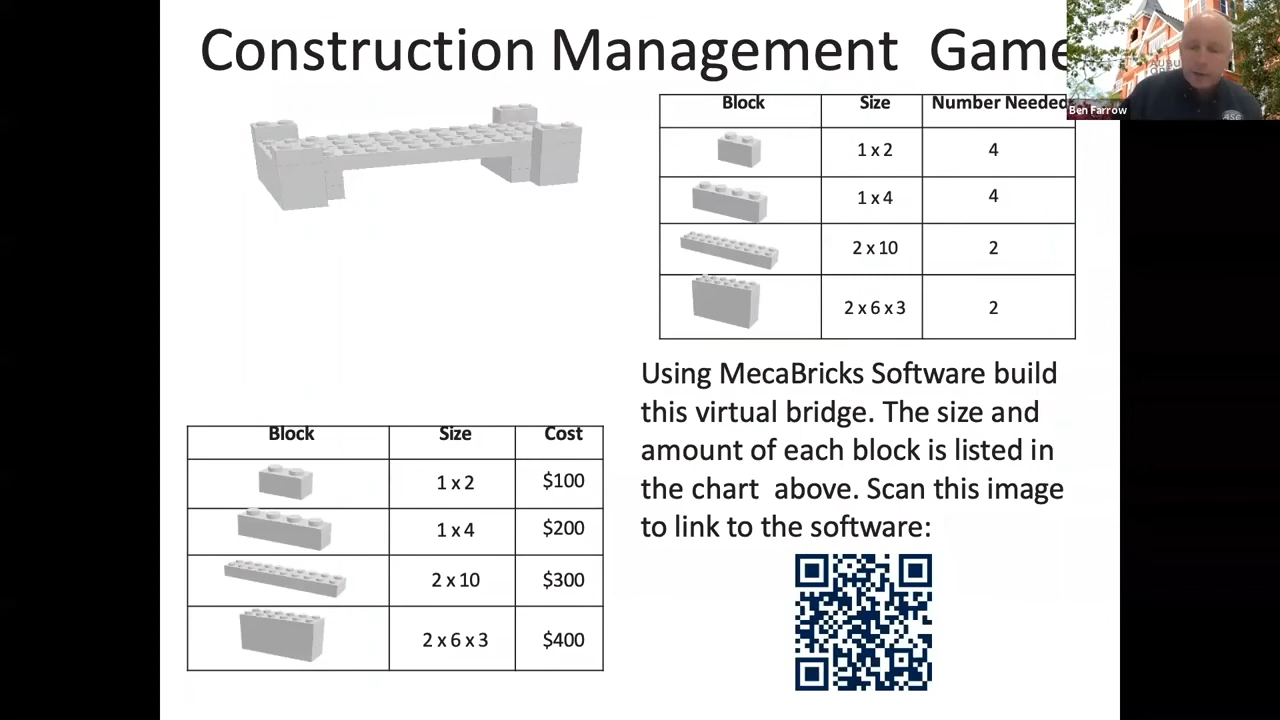 Construction Management Game
Ben Farrow
Block Size Number Needed
1 x 2 4
1 x 4 4
2 x 10 2
2 x 6 x 3 2
Using MecaBricks Software build
this virtual bridge. The size and
amount of each block is listed in
the chart above. Scan this image
to link to the software:
Block Size Cost
1 x 2 $100
1 x 4 $200
2 x 10 $300
2 x 6 x 3 $400